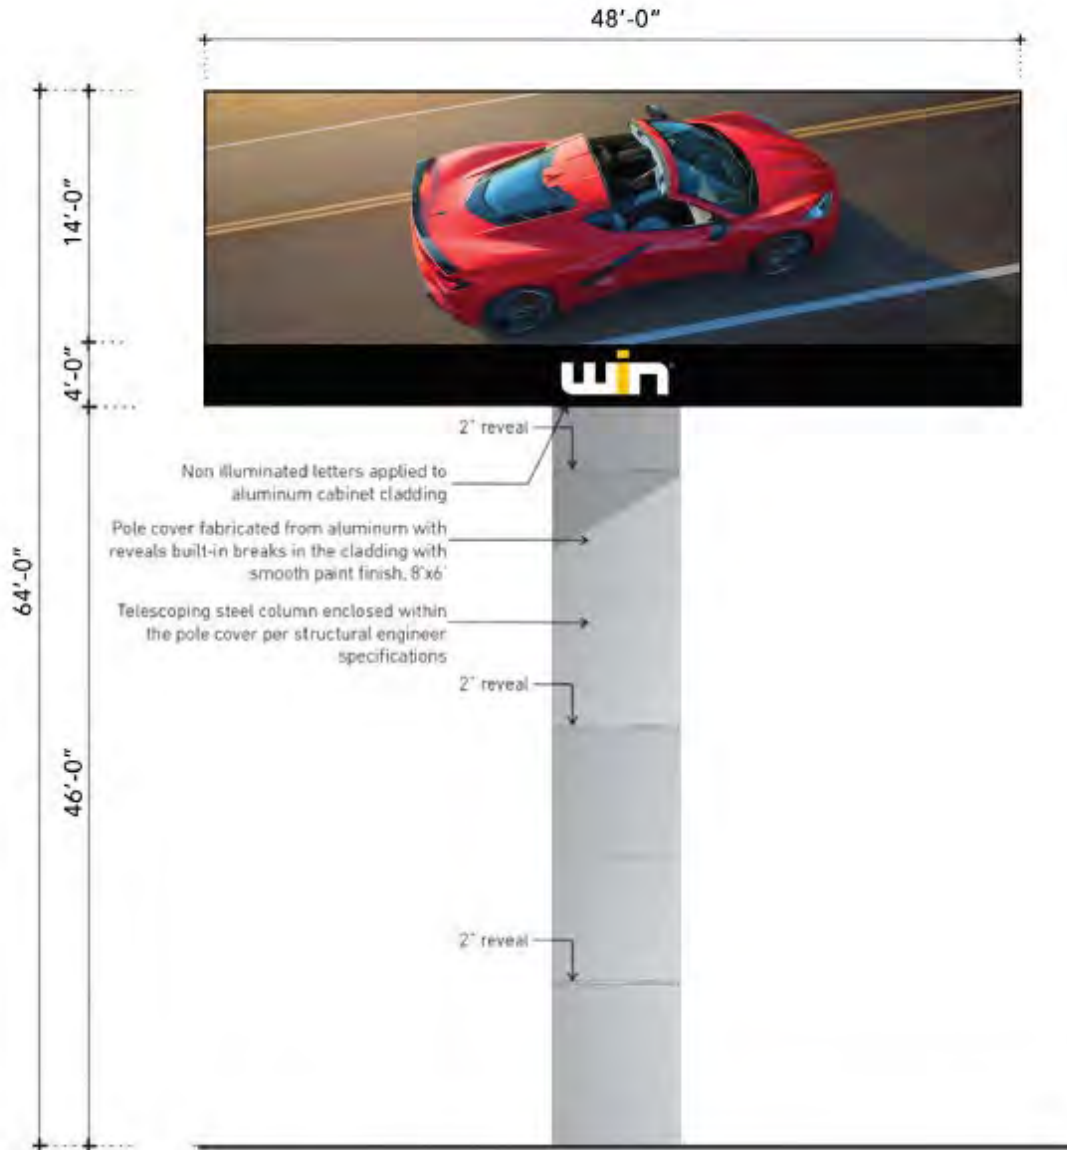 48'-0"
14'-0"
4'-0"
win
2" reveal
Non illuminated letters applied to
aluminum cabinet cladding
Pole cover fabricated from aluminum with
reveals built-in breaks in the cladding with
smooth paint finish, 8'x6'
64'-0"
Telescoping steel column enclosed within
the pole cover per structural engineer
specifications
2" reveal
46'-0"
2" reveal